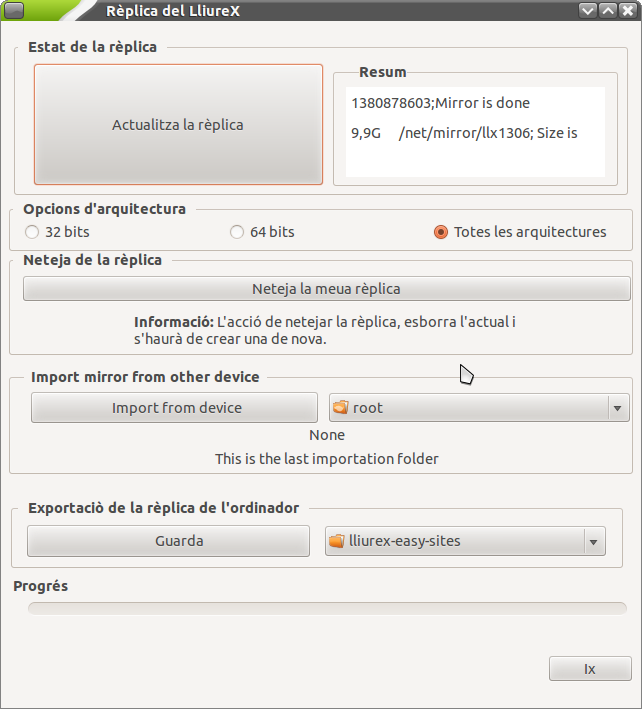 Rèplica del LliureX
Estat de la rèplica
Actualitza la rèplica
Resum
1380878603;Mirror is done
9,9G /net/mirror/llx1306; Size is
Opcions d'arquitectura
32 bits
64 bits
Totes les arquitectures
Neteja de la rèplica
Neteja la meua rèplica
Informació: L'acció de netejar la rèplica, esborra l'actual i
s'haurà de crear una de nova.
Import mirror from other device
Import from device
root
None
This is the last importation folder
Exportació de la rèplica de l'ordinador
Guarda
lliurex-easy-sites
Progrés
Ix